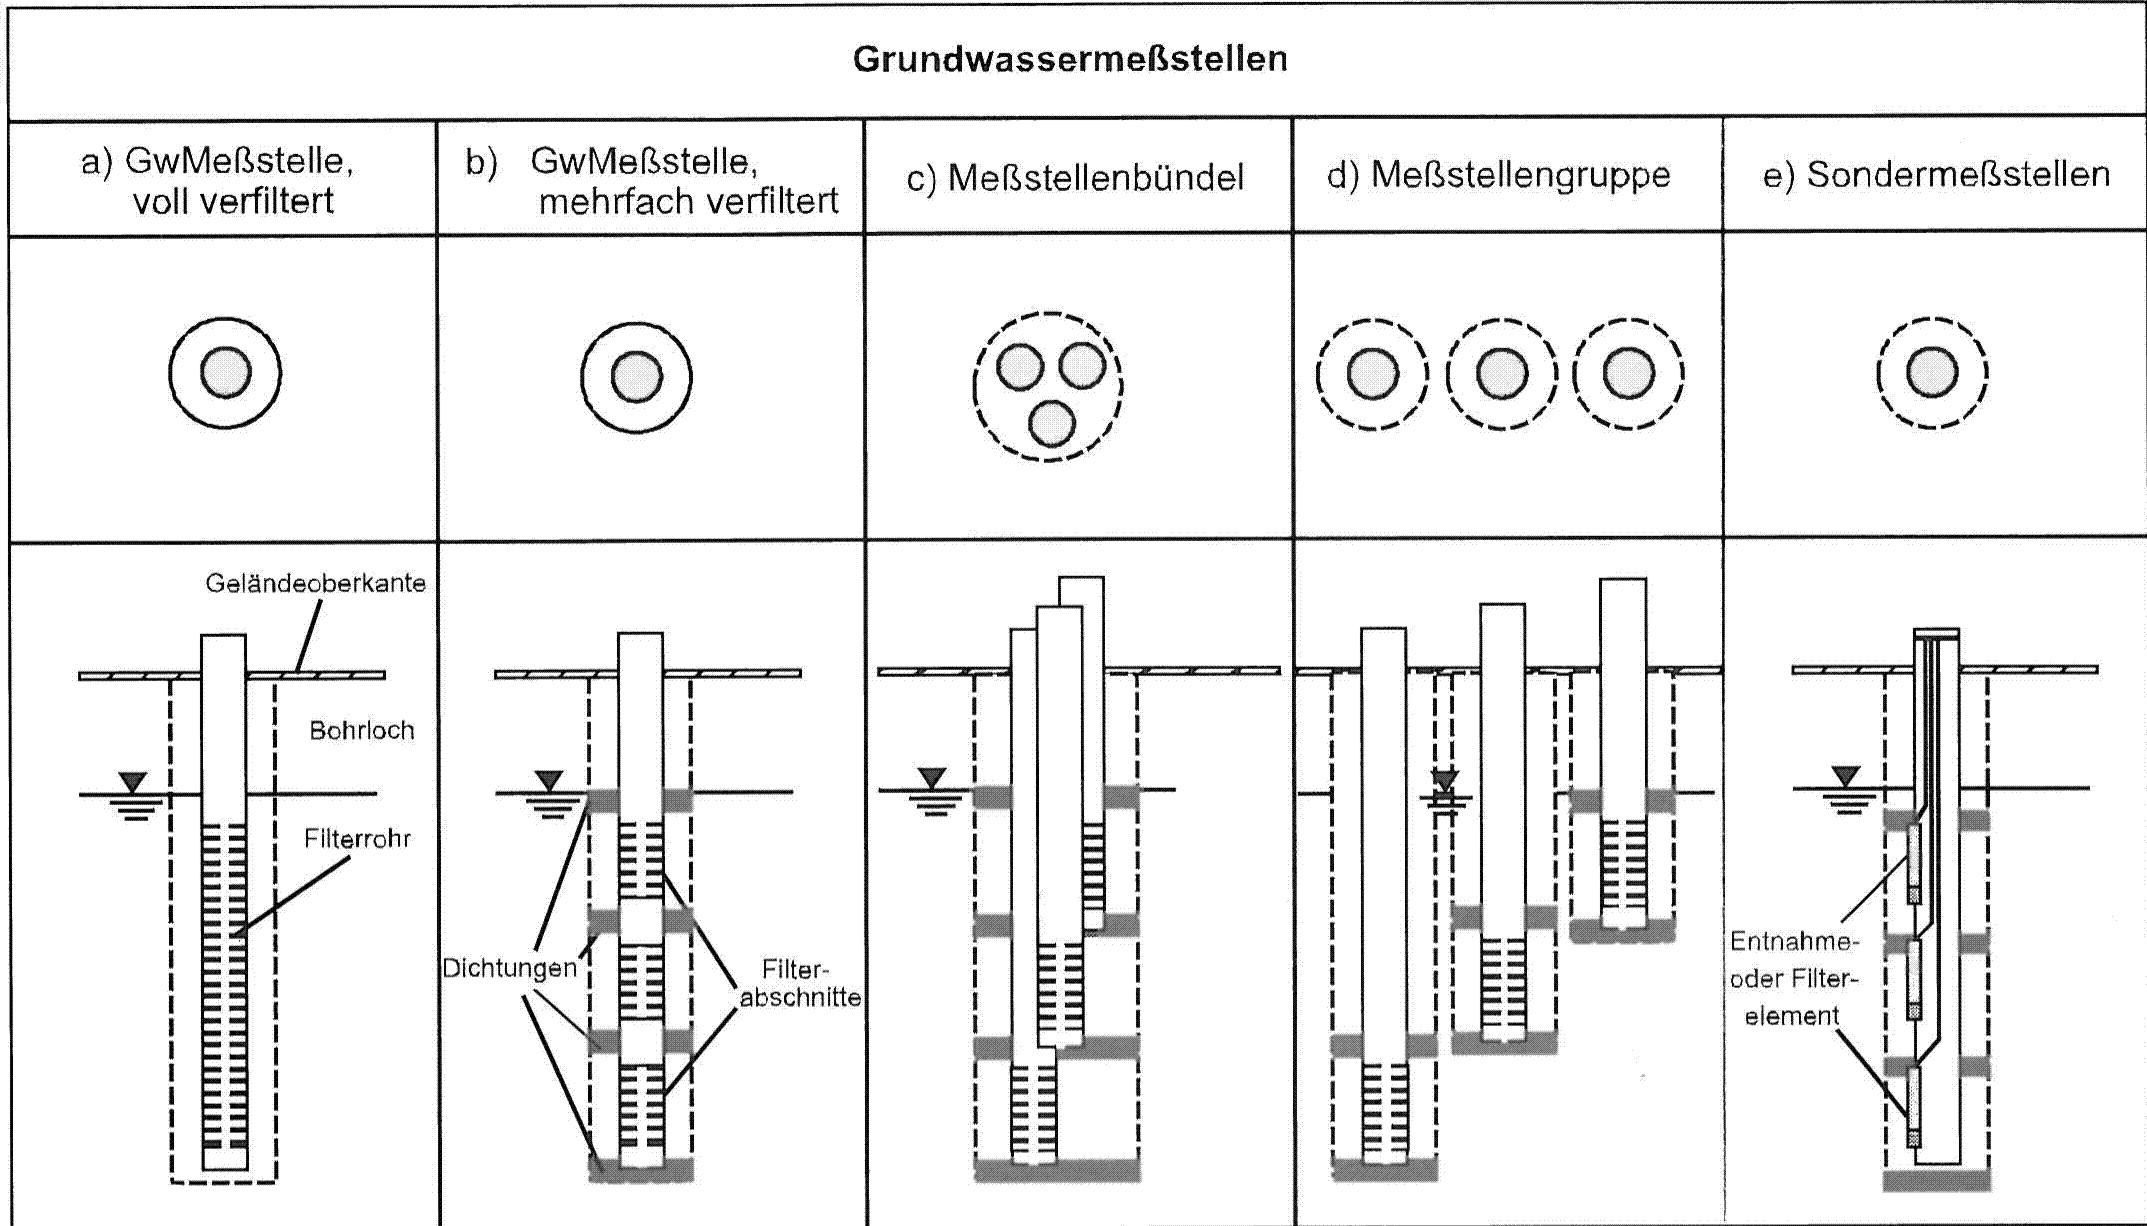 Grundwassermeßstellen
a) GwMeßstelle,
voll verfiltert
b) GwMeßstelle,
mehrfach verfiltert
c) Meßstellenbündel
d) Meßstellengruppe
e) Sondermeßstellen
Geländeoberkante
Bohrloch
Filterrohr
Dichtungen
Filter-
abschnitte
Entnahme-
oder Filter-
element